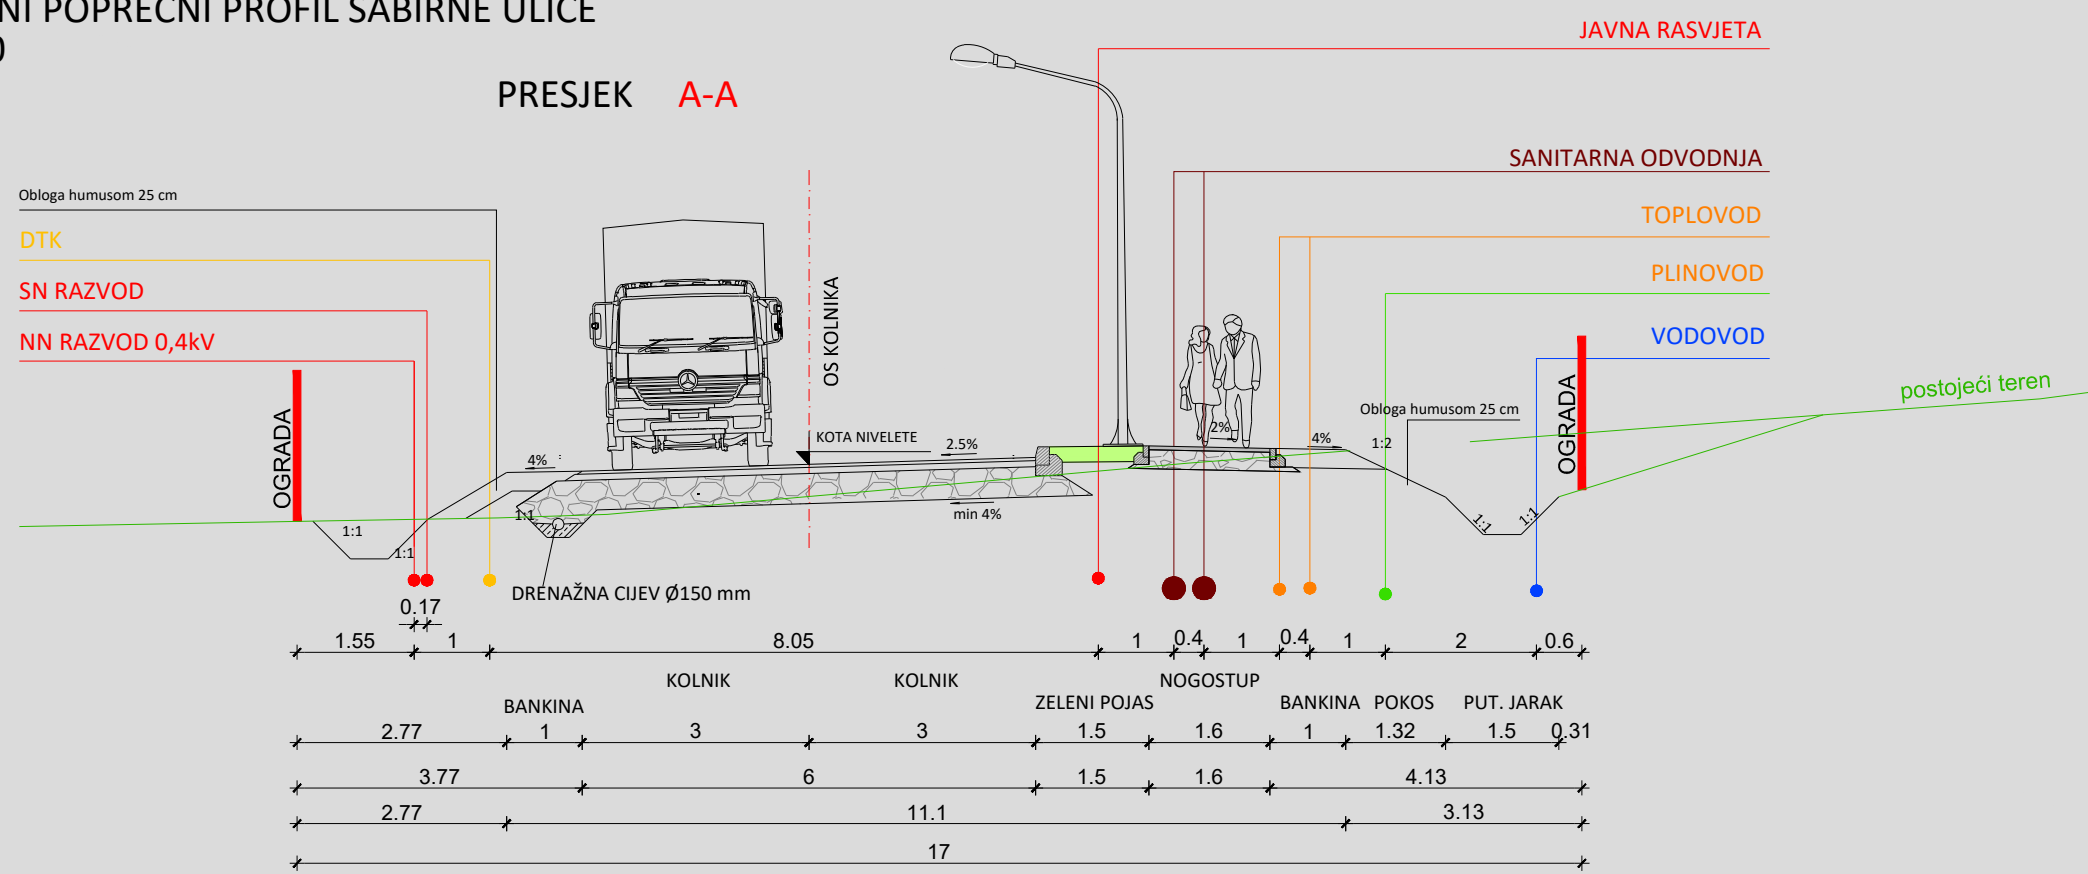 NI POPREČNI PROFIL SABIRNE ULICE
0
PRESJEK A-A
JAVNA RASVJETA
SANITARNA ODVODNJA
TOPLOVOD
PLINOVOD
VODOVOD
Obloga humusom 25 cm
DTK
SN RAZVOD
NN RAZVOD 0,4kV
OGRADA
OS KOLNIKA
KOTA NIVELETE
4%
2.5%
2%
4%
1:2
Obloga humusom 25 cm
OGRADA
postojeći teren
1:1
1:1
1:1
min 4%
1:1
1:1
DRENAŽNA CIJEV Ø150 mm
0.17
1.55 1 8.05 1 0.4 1 0.4 1 2 0.6
KOLNIK KOLNIK NOGOSTUP
BANKINA ZELENI POJAS BANKINA POKOS PUT. JARAK
2.77 1 3 3 1.5 1.6 1 1.32 1.5 0.31
3.77 6 1.5 1.6 4.13
2.77 11.1 3.13
17